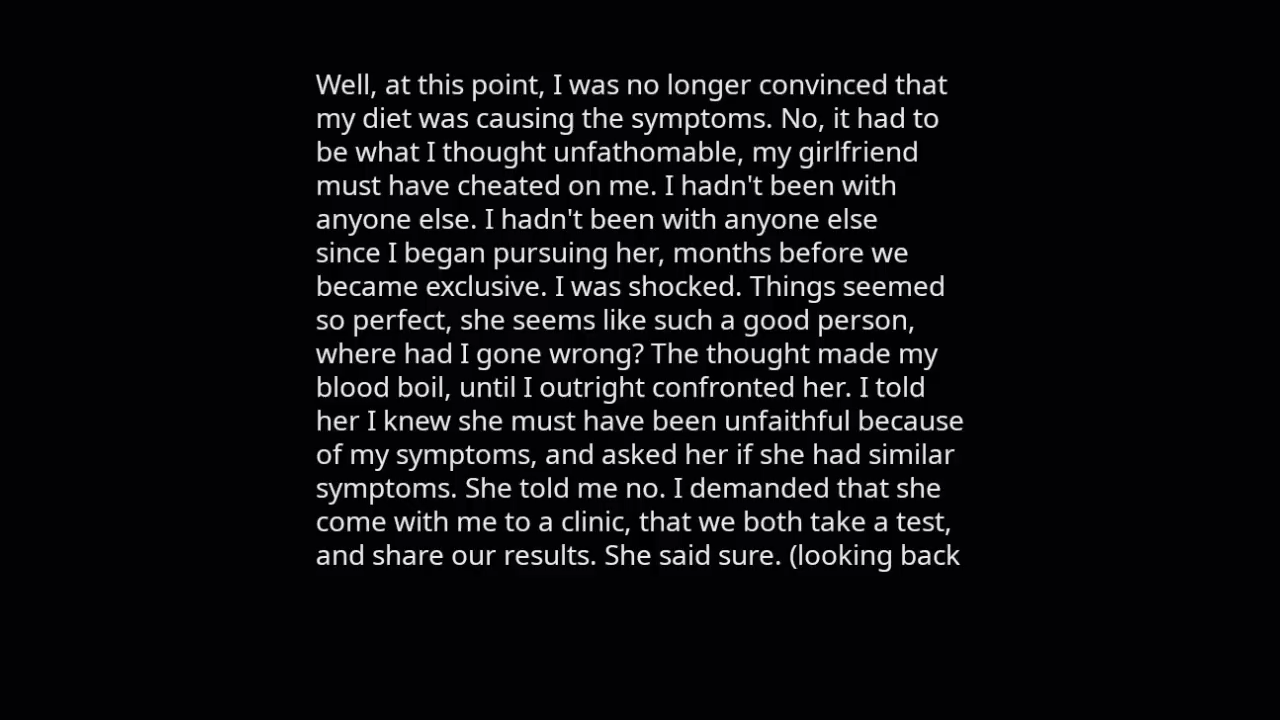 Well, at this point, I was no longer convinced that
my diet was causing the symptoms. No, it had to
be what I thought unfathomable, my girlfriend
must have cheated on me. I hadn't been with
anyone else. I hadn't been with anyone else
since I began pursuing her, months before we
became exclusive. I was shocked. Things seemed
so perfect, she seems like such a good person,
where had I gone wrong? The thought made my
blood boil, until I outright confronted her. I told
her I knew she must have been unfaithful because
of my symptoms, and asked her if she had similar
symptoms. She told me no. I demanded that she
come with me to a clinic, that we both take a test,
and share our results. She said sure. (looking back